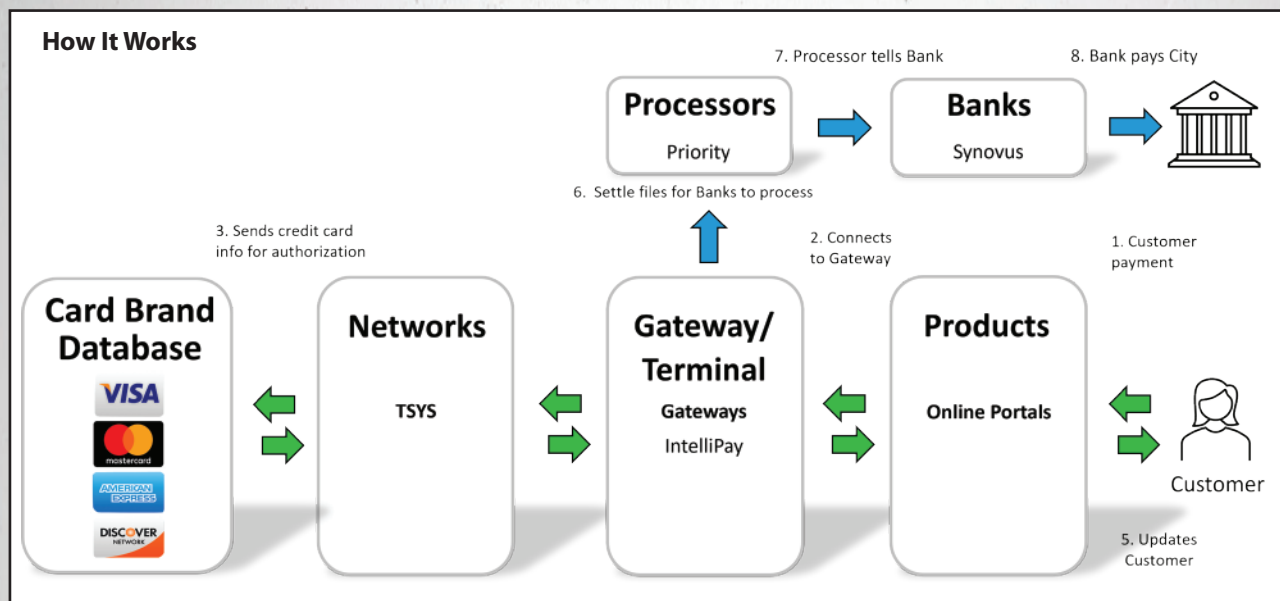 How It Works
7. Processor tells Bank
8. Bank pays City
Processors
Priority
Banks
Synovus
6. Settle files for Banks to process
3. Sends credit card
info for authorization
2. Connects
to Gateway
1. Customer
payment
Card Brand
Database
VISA
mastercard
AMERICAN
EXPRESS
DISCOVER
NETWORK
Networks
TSYS
Gateway/
Terminal
Gateways
IntelliPay
Products
Online Portals
Customer
5. Updates
Customer